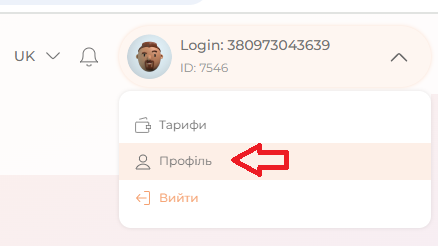 UK
Login: 380973043639
ID: 7546
Тарифи
Профіль
Вийти